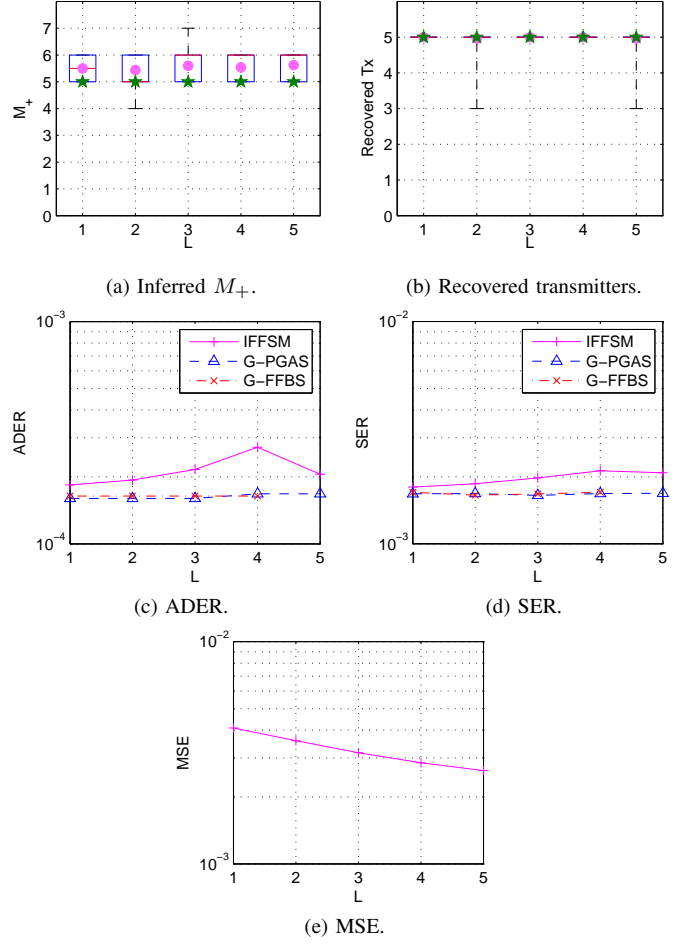 8
7
6
5
4
3
2
1
0
M+
1 2 3 4 5
L
(a) Inferred M+.
6
5
4
3
2
1
0
Recovered Tx
1 2 3 4 5
L
(b) Recovered transmitters.
10−3
10−4
ADER
IFFSM
G−PGAS
G−FFBS
1 2 3 4 5
L
(c) ADER.
10−2
10−3
SER
IFFSM
G−PGAS
G−FFBS
1 2 3 4 5
L
(d) SER.
10−2
10−3
MSE
1 2 3 4 5
L
(e) MSE.